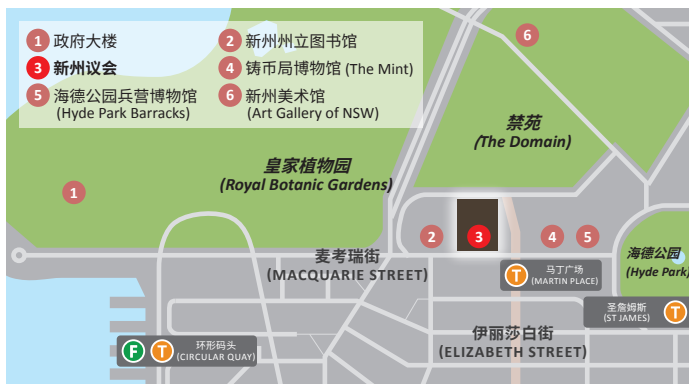 1 政府大楼
2 新州州立图书馆
3 新州议会
4 铸币局博物馆 (The Mint)
5 海德公园兵营博物馆
(Hyde Park Barracks)
6 新州美术馆
(Art Gallery of NSW)
6
禁苑
(The Domain)
皇家植物园
(Royal Botanic Gardens)
1
2
3
4
5
海德公园
(Hyde Park)
麦考瑞街
(MACQUARIE STREET)
T 马丁广场
(MARTIN PLACE)
圣詹姆斯
(ST JAMES) T
伊丽莎白街
(ELIZABETH STREET)
F T 环形码头
(CIRCULAR QUAY)